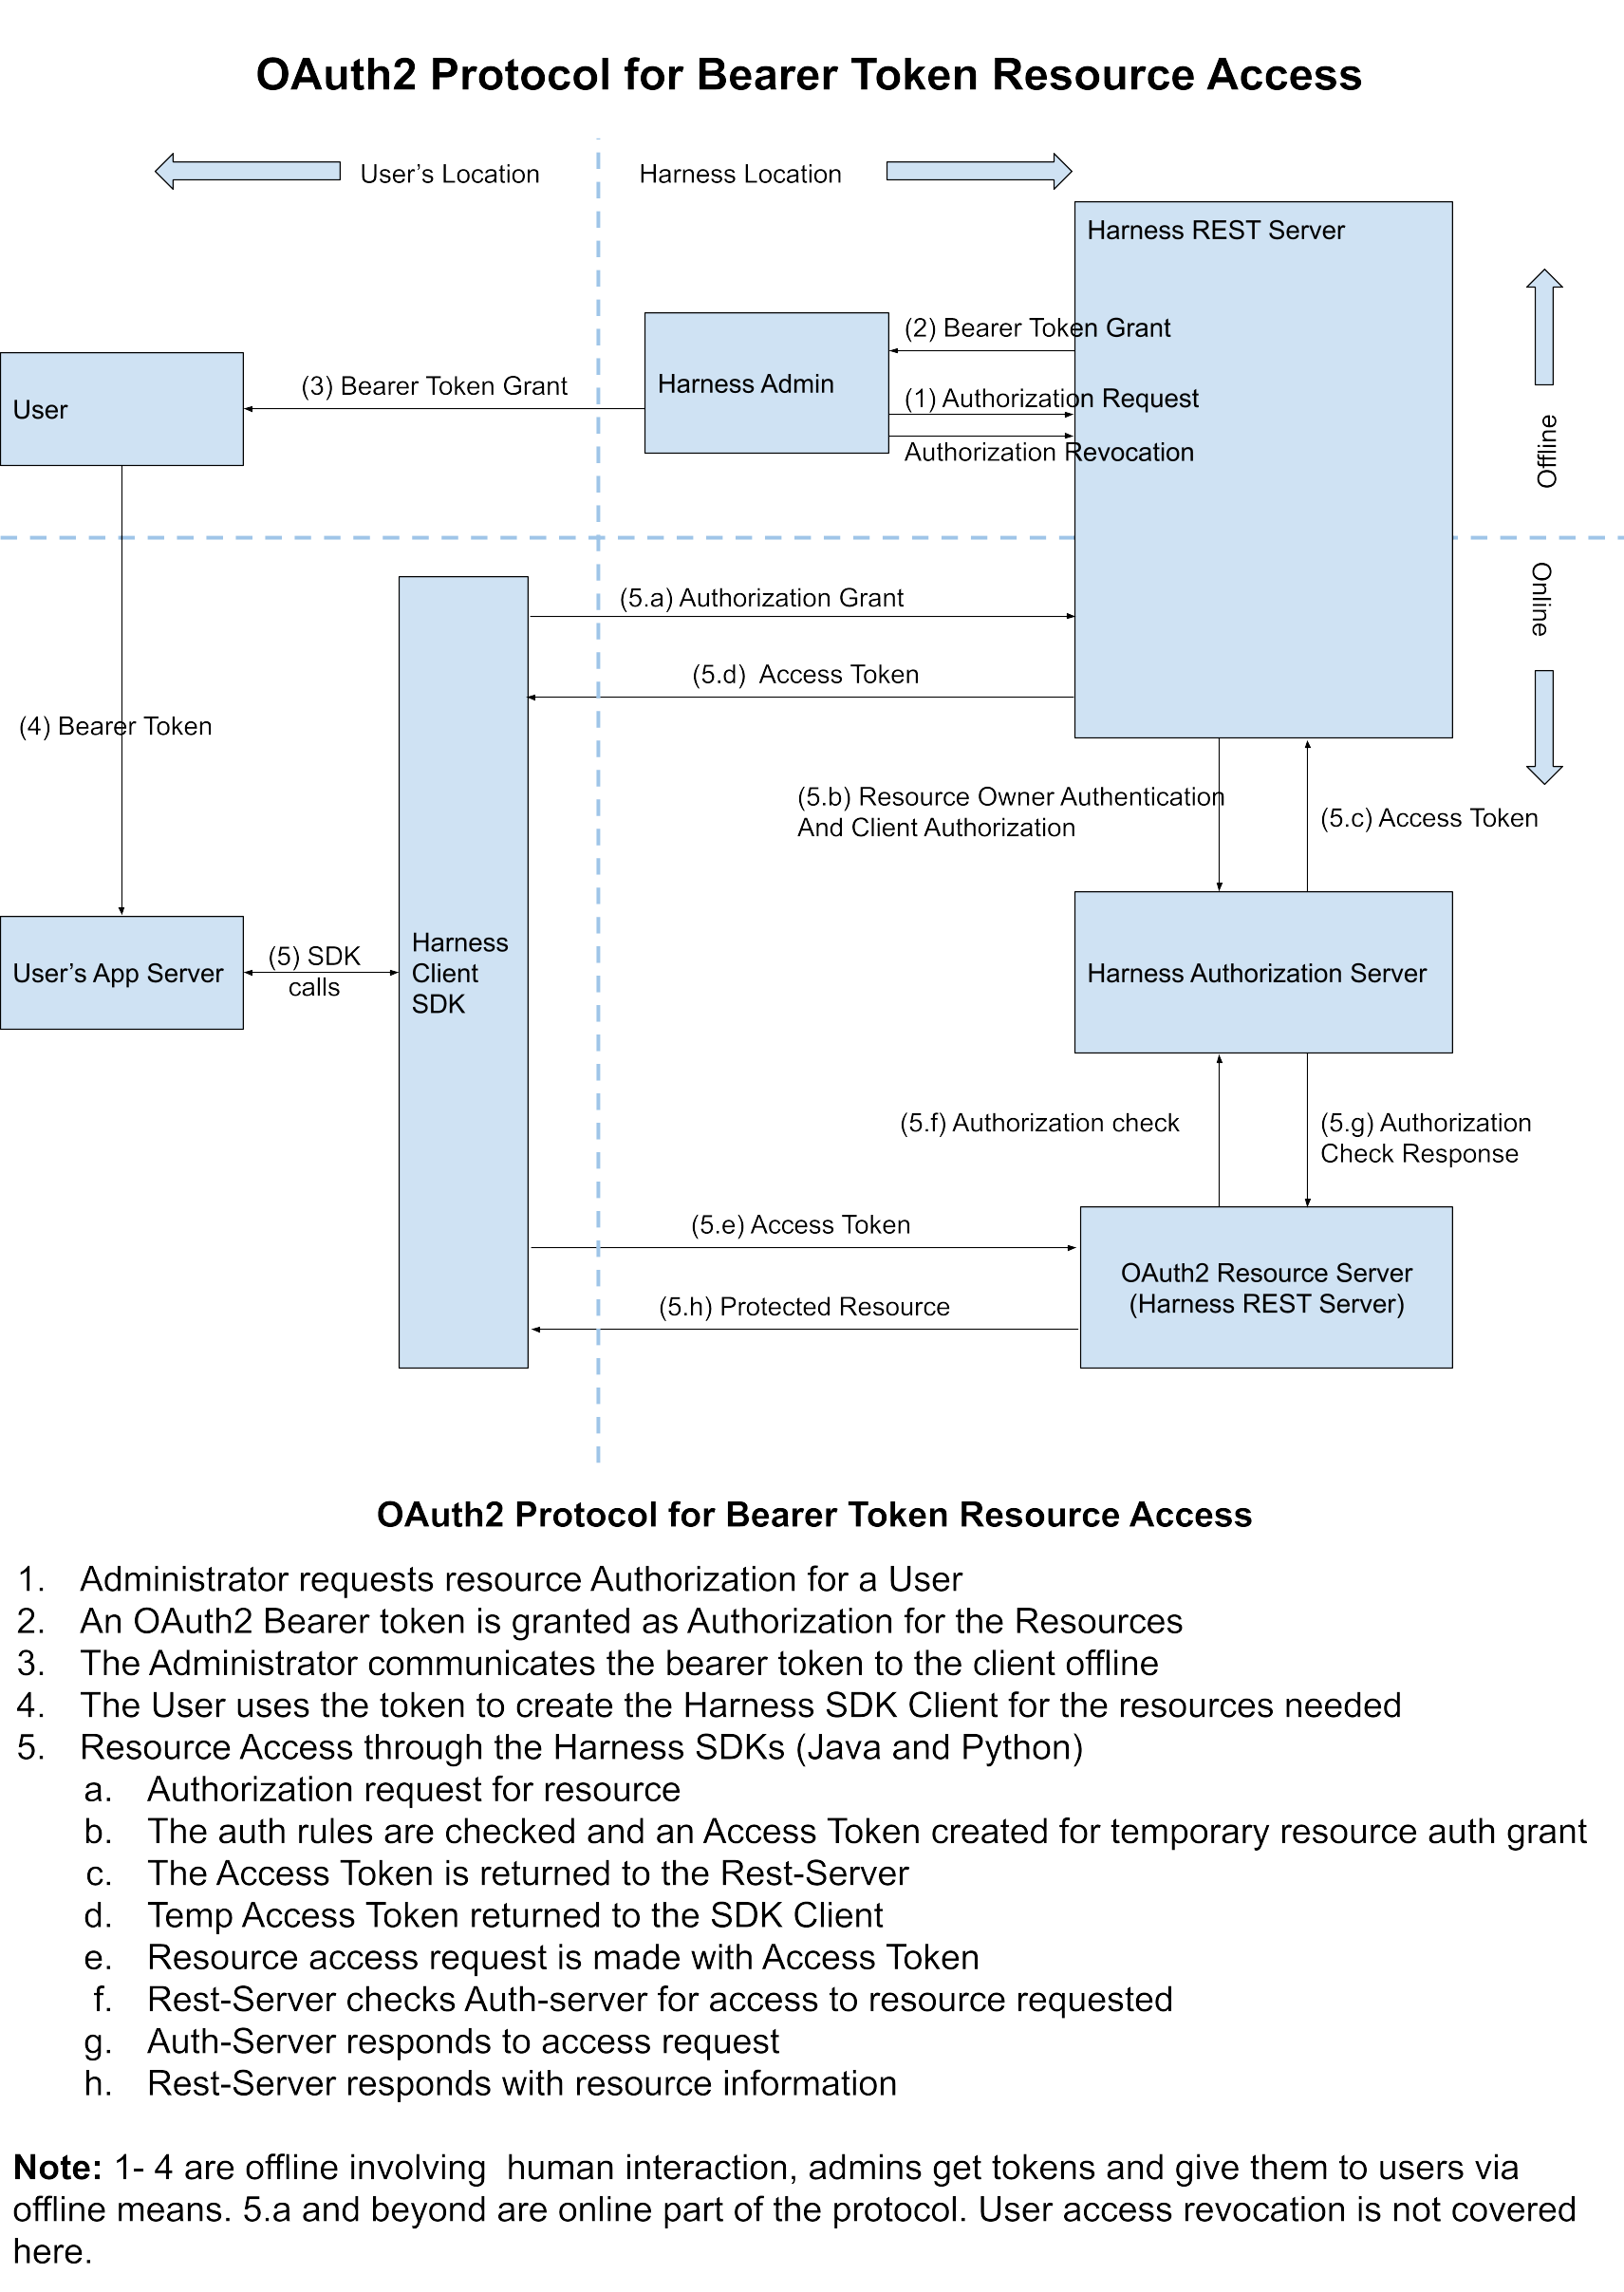 OAuth2 Protocol for Bearer Token Resource Access
User’s Location
Harness Location
Harness REST Server
(2) Bearer Token Grant
Harness Admin
(3) Bearer Token Grant
User
(1) Authorization Request
Authorization Revocation
Offline
Online
(5.a) Authorization Grant
(5.d)  Access Token
(4) Bearer Token
(5.b) Resource Owner Authentication
And Client Authorization
(5.c) Access Token
Harness
Client
SDK
(5) SDK
calls
User’s App Server
Harness Authorization Server
(5.f) Authorization check
(5.g) Authorization
Check Response
(5.e) Access Token
OAuth2 Resource Server
(Harness REST Server)
(5.h) Protected Resource
OAuth2 Protocol for Bearer Token Resource Access
1. Administrator requests resource Authorization for a User
2. An OAuth2 Bearer token is granted as Authorization for the Resources
3. The Administrator communicates the bearer token to the client offline
4. The User uses the token to create the Harness SDK Client for the resources needed
5. Resource Access through the Harness SDKs (Java and Python)
a. Authorization request for resource
b. The auth rules are checked and an Access Token created for temporary resource auth grant
c. The Access Token is returned to the Rest-Server
d. Temp Access Token returned to the SDK Client
e. Resource access request is made with Access Token
f. Rest-Server checks Auth-server for access to resource requested
g. Auth-Server responds to access request
h. Rest-Server responds with resource information
Note: 1- 4 are offline involving  human interaction, admins get tokens and give them to users via
offline means. 5.a and beyond are online part of the protocol. User access revocation is not covered
here.